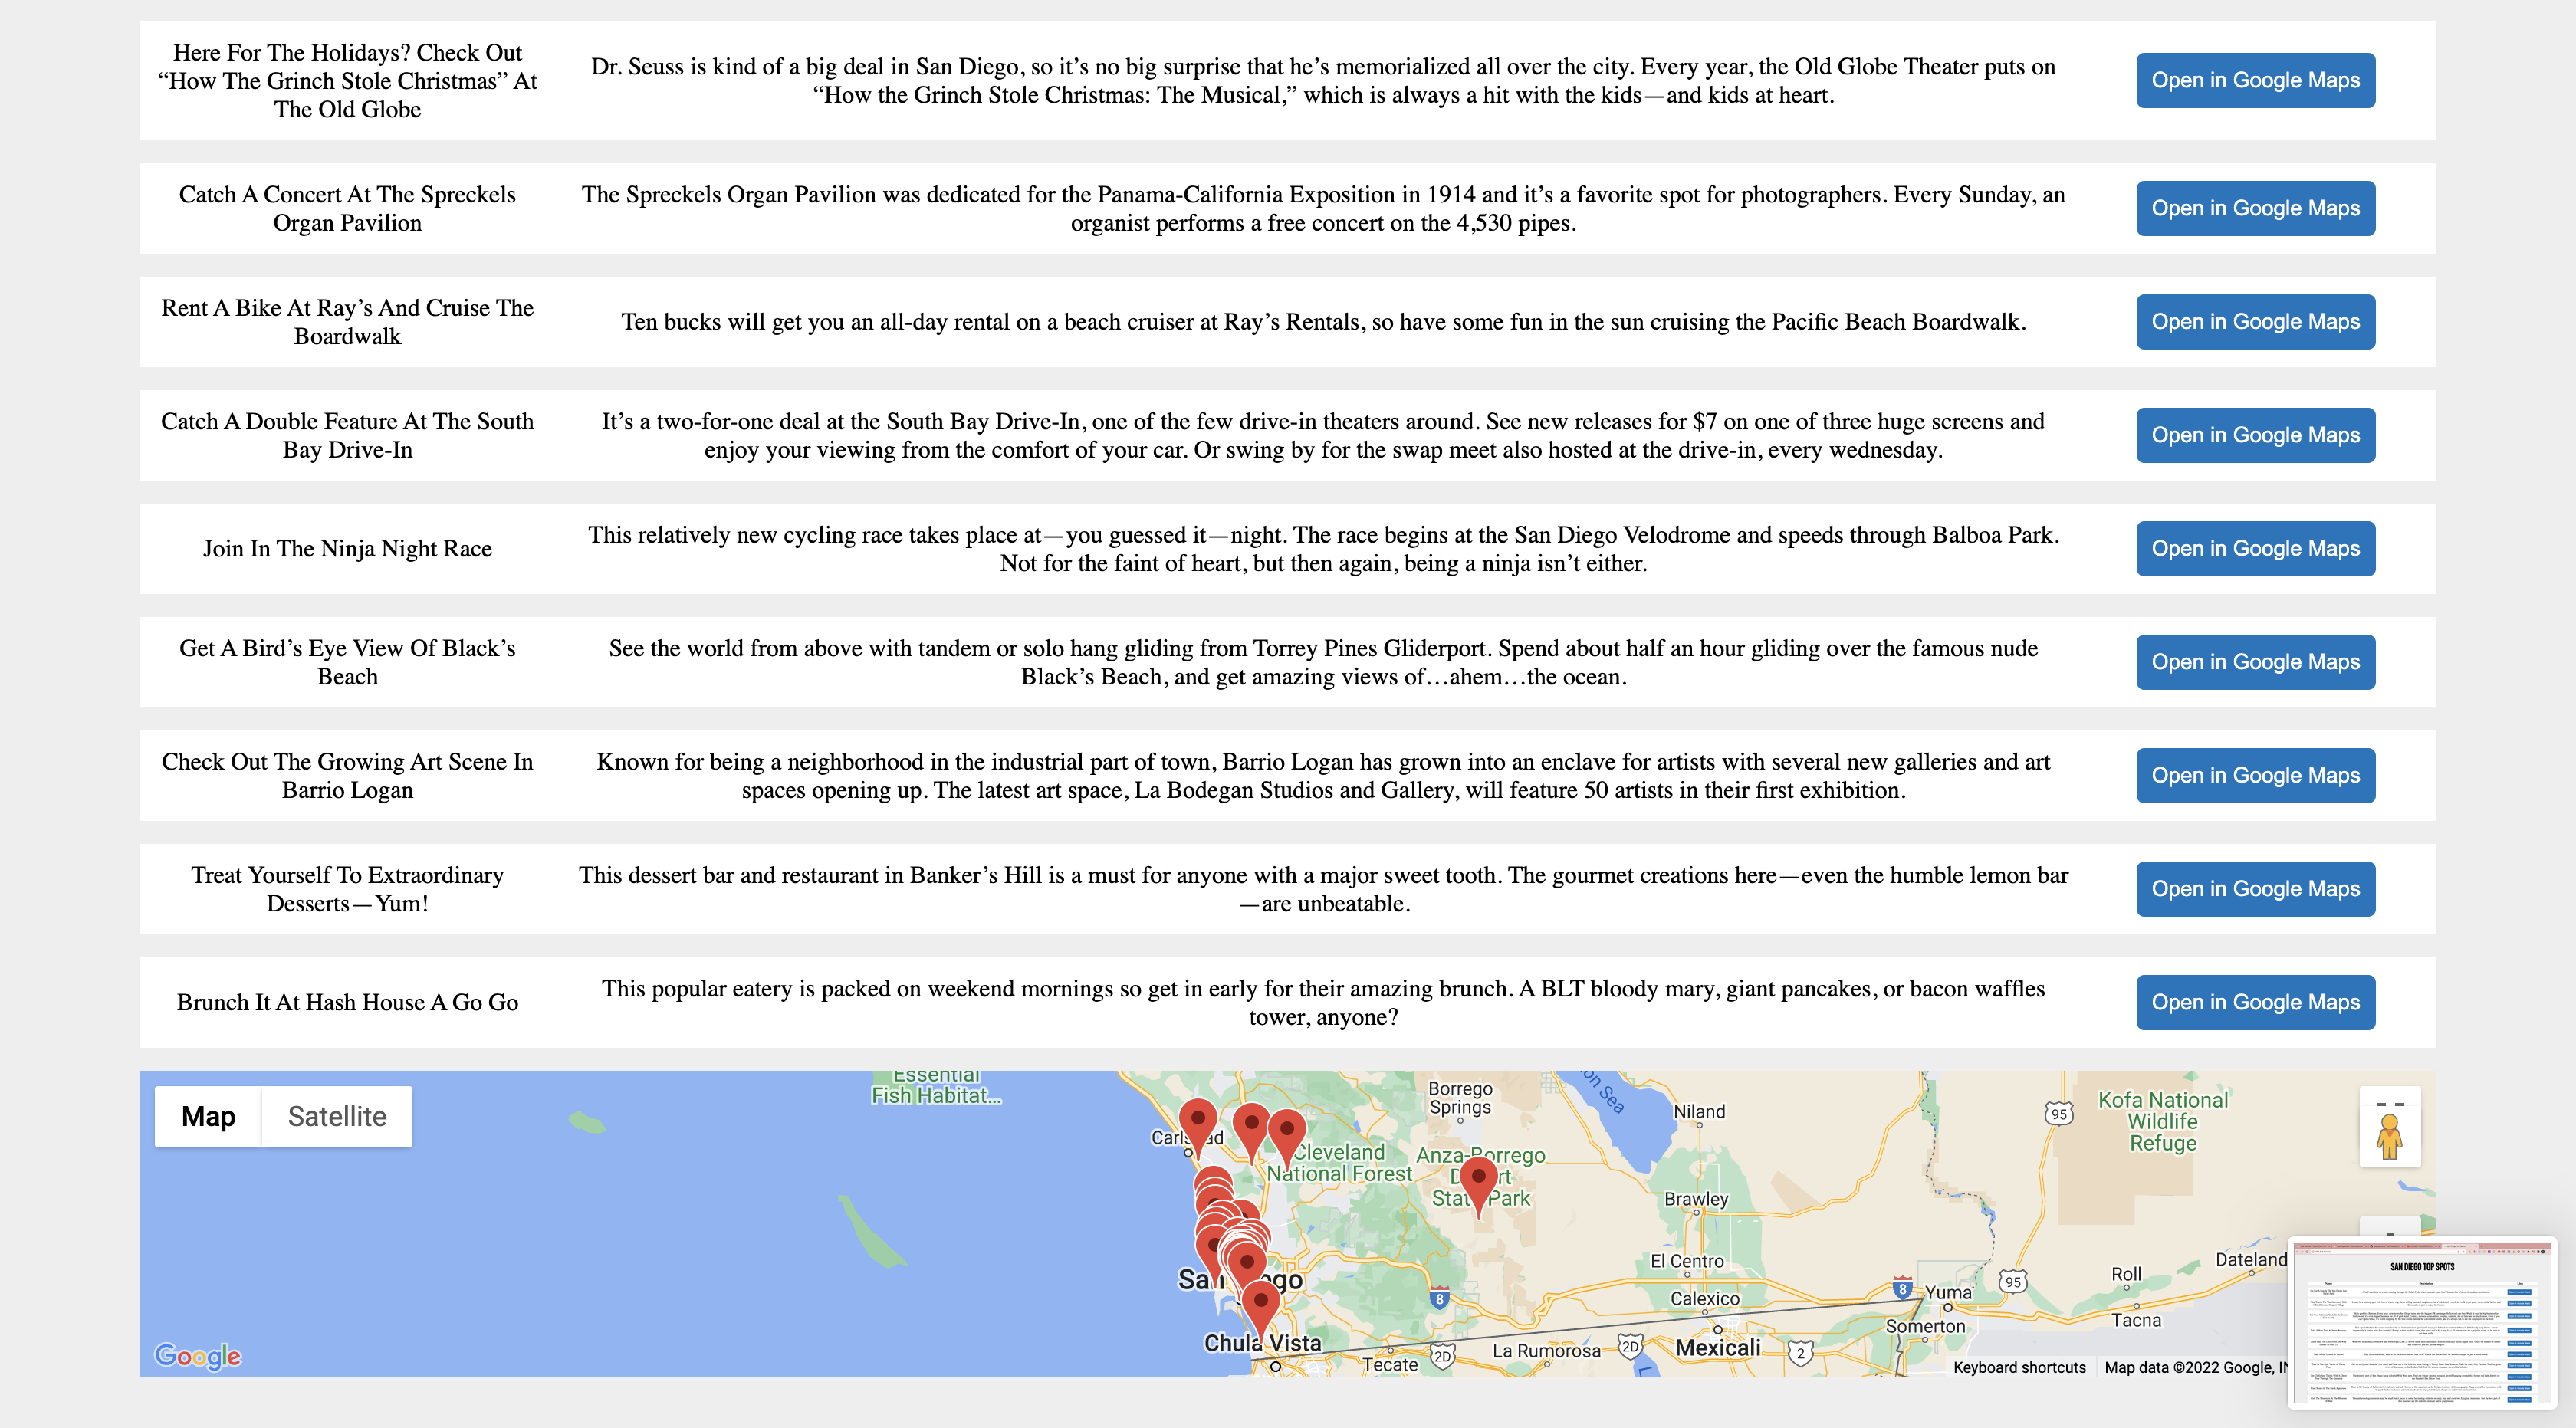 Here For The Holidays? Check Out
“How The Grinch Stole Christmas” At
The Old Globe
Dr. Seuss is kind of a big deal in San Diego, so it’s no big surprise that he’s memorialized all over the city. Every year, the Old Globe Theater puts on
“How the Grinch Stole Christmas: The Musical,” which is always a hit with the kids—and kids at heart.
Open in Google Maps
Catch A Concert At The Spreckels
Organ Pavilion
The Spreckels Organ Pavilion was dedicated for the Panama-California Exposition in 1914 and it’s a favorite spot for photographers. Every Sunday, an
organist performs a free concert on the 4,530 pipes.
Open in Google Maps
Rent A Bike At Ray’s And Cruise The
Boardwalk
Ten bucks will get you an all-day rental on a beach cruiser at Ray’s Rentals, so have some fun in the sun cruising the Pacific Beach Boardwalk.
Open in Google Maps
Catch A Double Feature At The South
Bay Drive-In
It’s a two-for-one deal at the South Bay Drive-In, one of the few drive-in theaters around. See new releases for $7 on one of three huge screens and
enjoy your viewing from the comfort of your car. Or swing by for the swap meet also hosted at the drive-in, every wednesday.
Open in Google Maps
Join In The Ninja Night Race
This relatively new cycling race takes place at—you guessed it—night. The race begins at the San Diego Velodrome and speeds through Balboa Park.
Not for the faint of heart, but then again, being a ninja isn’t either.
Open in Google Maps
Get A Bird’s Eye View Of Black’s
Beach
See the world from above with tandem or solo hang gliding from Torrey Pines Gliderport. Spend about half an hour gliding over the famous nude
Black’s Beach, and get amazing views of…ahem…the ocean.
Open in Google Maps
Check Out The Growing Art Scene In
Barrio Logan
Known for being a neighborhood in the industrial part of town, Barrio Logan has grown into an enclave for artists with several new galleries and art
spaces opening up. The latest art space, La Bodegan Studios and Gallery, will feature 50 artists in their first exhibition.
Open in Google Maps
Treat Yourself To Extraordinary
Desserts—Yum!
This dessert bar and restaurant in Banker’s Hill is a must for anyone with a major sweet tooth. The gourmet creations here—even the humble lemon bar
—are unbeatable.
Open in Google Maps
Brunch It At Hash House A Go Go
This popular eatery is packed on weekend mornings so get in early for their amazing brunch. A BLT bloody mary, giant pancakes, or bacon waffles
tower, anyone?
Open in Google Maps
Map
Satellite
Essential
Fish Habitat...
Borrego
Springs
Niland
95
Kofa National
Wildlife
Refuge
Cleveland
National Forest
Anza-Borrego
Park
Brawley
El Centro
Calexico
8
8
Yuma
95
Roll
Dateland
Somerton
Tacna
Chula Vista
Tecate
2D
La Rumorosa
2D
Mexicali
2
Google
Keyboard shortcuts
Map data ©2022 Google,
SAN DIEGO TOP SPOTS